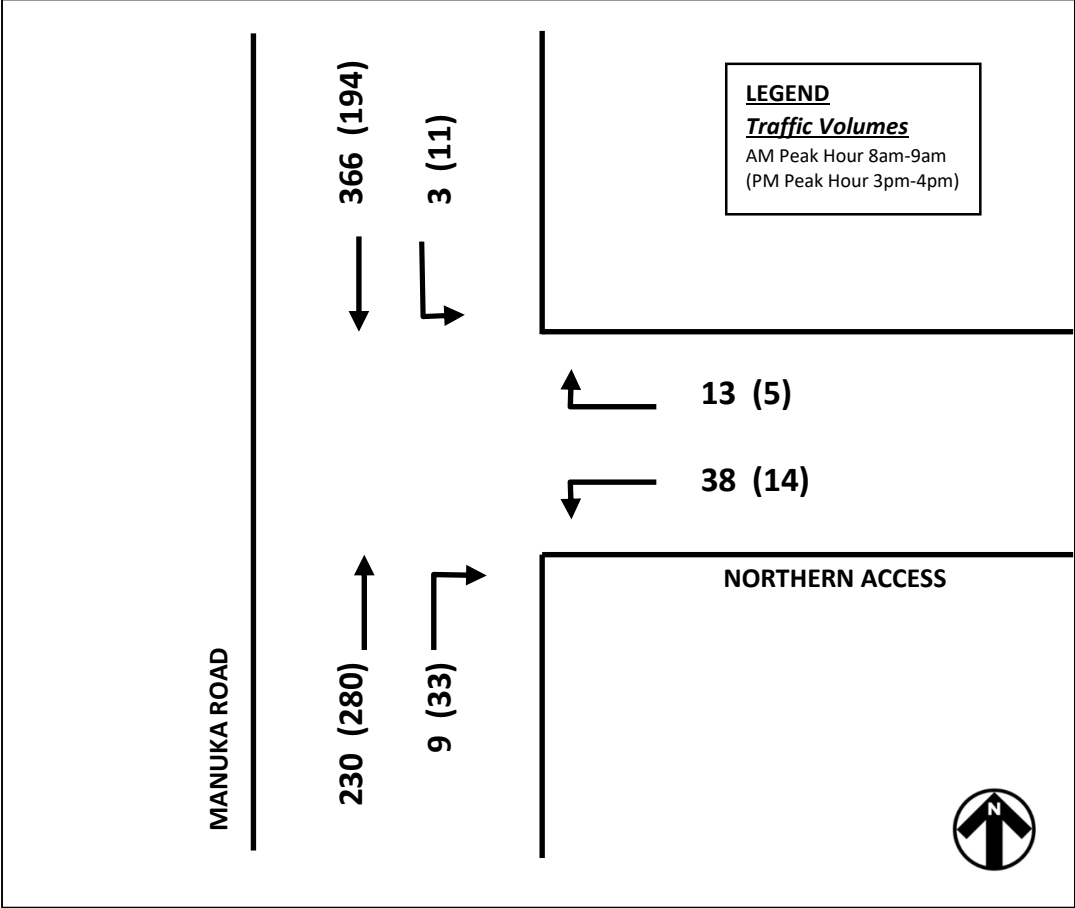 366 (194)
3 (11)
LEGEND
Traffic Volumes
AM Peak Hour 8am-9am
(PM Peak Hour 3pm-4pm)
13 (5)
38 (14)
NORTHERN ACCESS
MANUKA ROAD
230 (280)
9 (33)
N